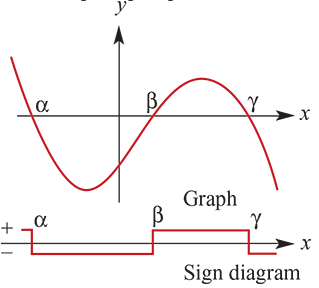 y
α β γ x
Graph
+ α β γ
– x
Sign diagram